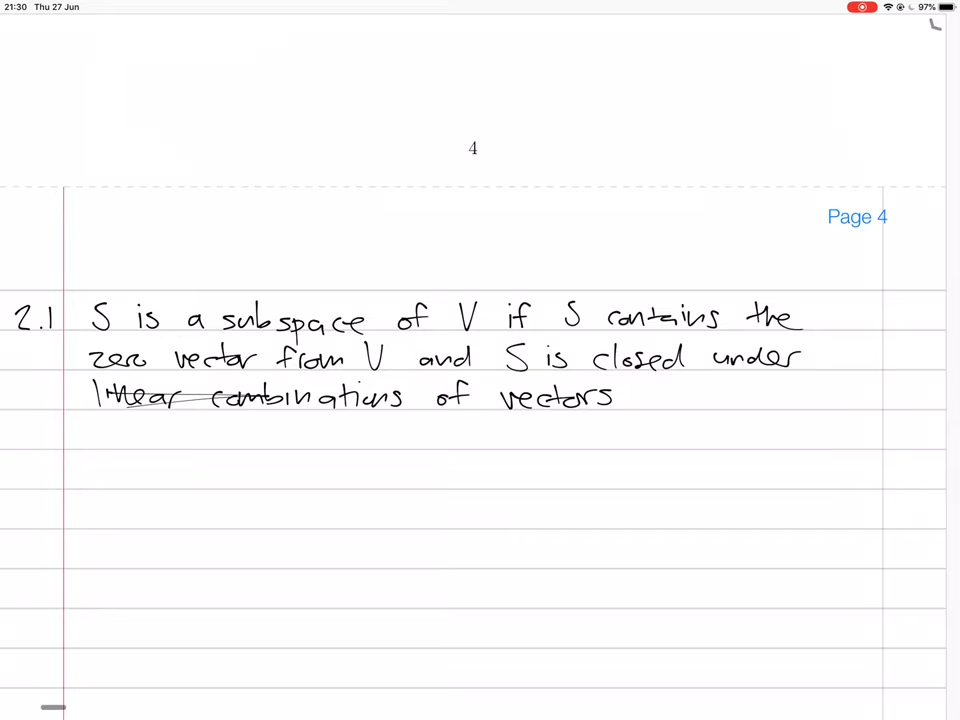 21:30 Thu 27 Jun
97%
4
Page 4
2.1 S is a subspace of V if S contains the
zero vector from V and S is closed under
linear combinations of vectors